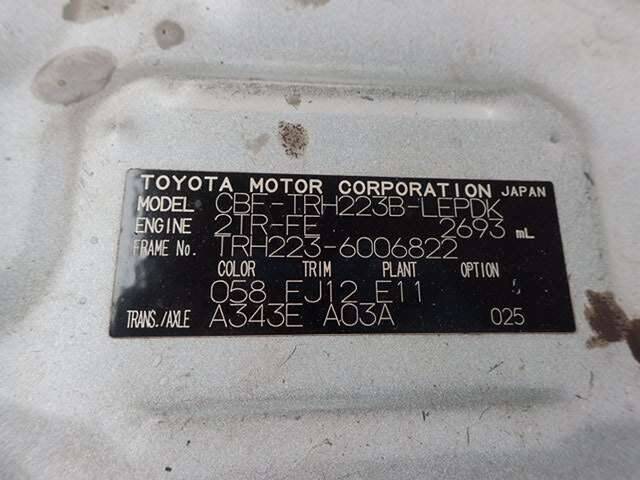 TOYOTA MOTOR CORPORATION JAPAN
MODEL CBF-TRH223B-LEPDK
ENGINE 2TR-FE 2693 mL
FRAME No. TRH223-6006822
COLOR TRIM PLANT OPTION
058 FJ12 E11
TRANS./AXLE A343E A03A 025